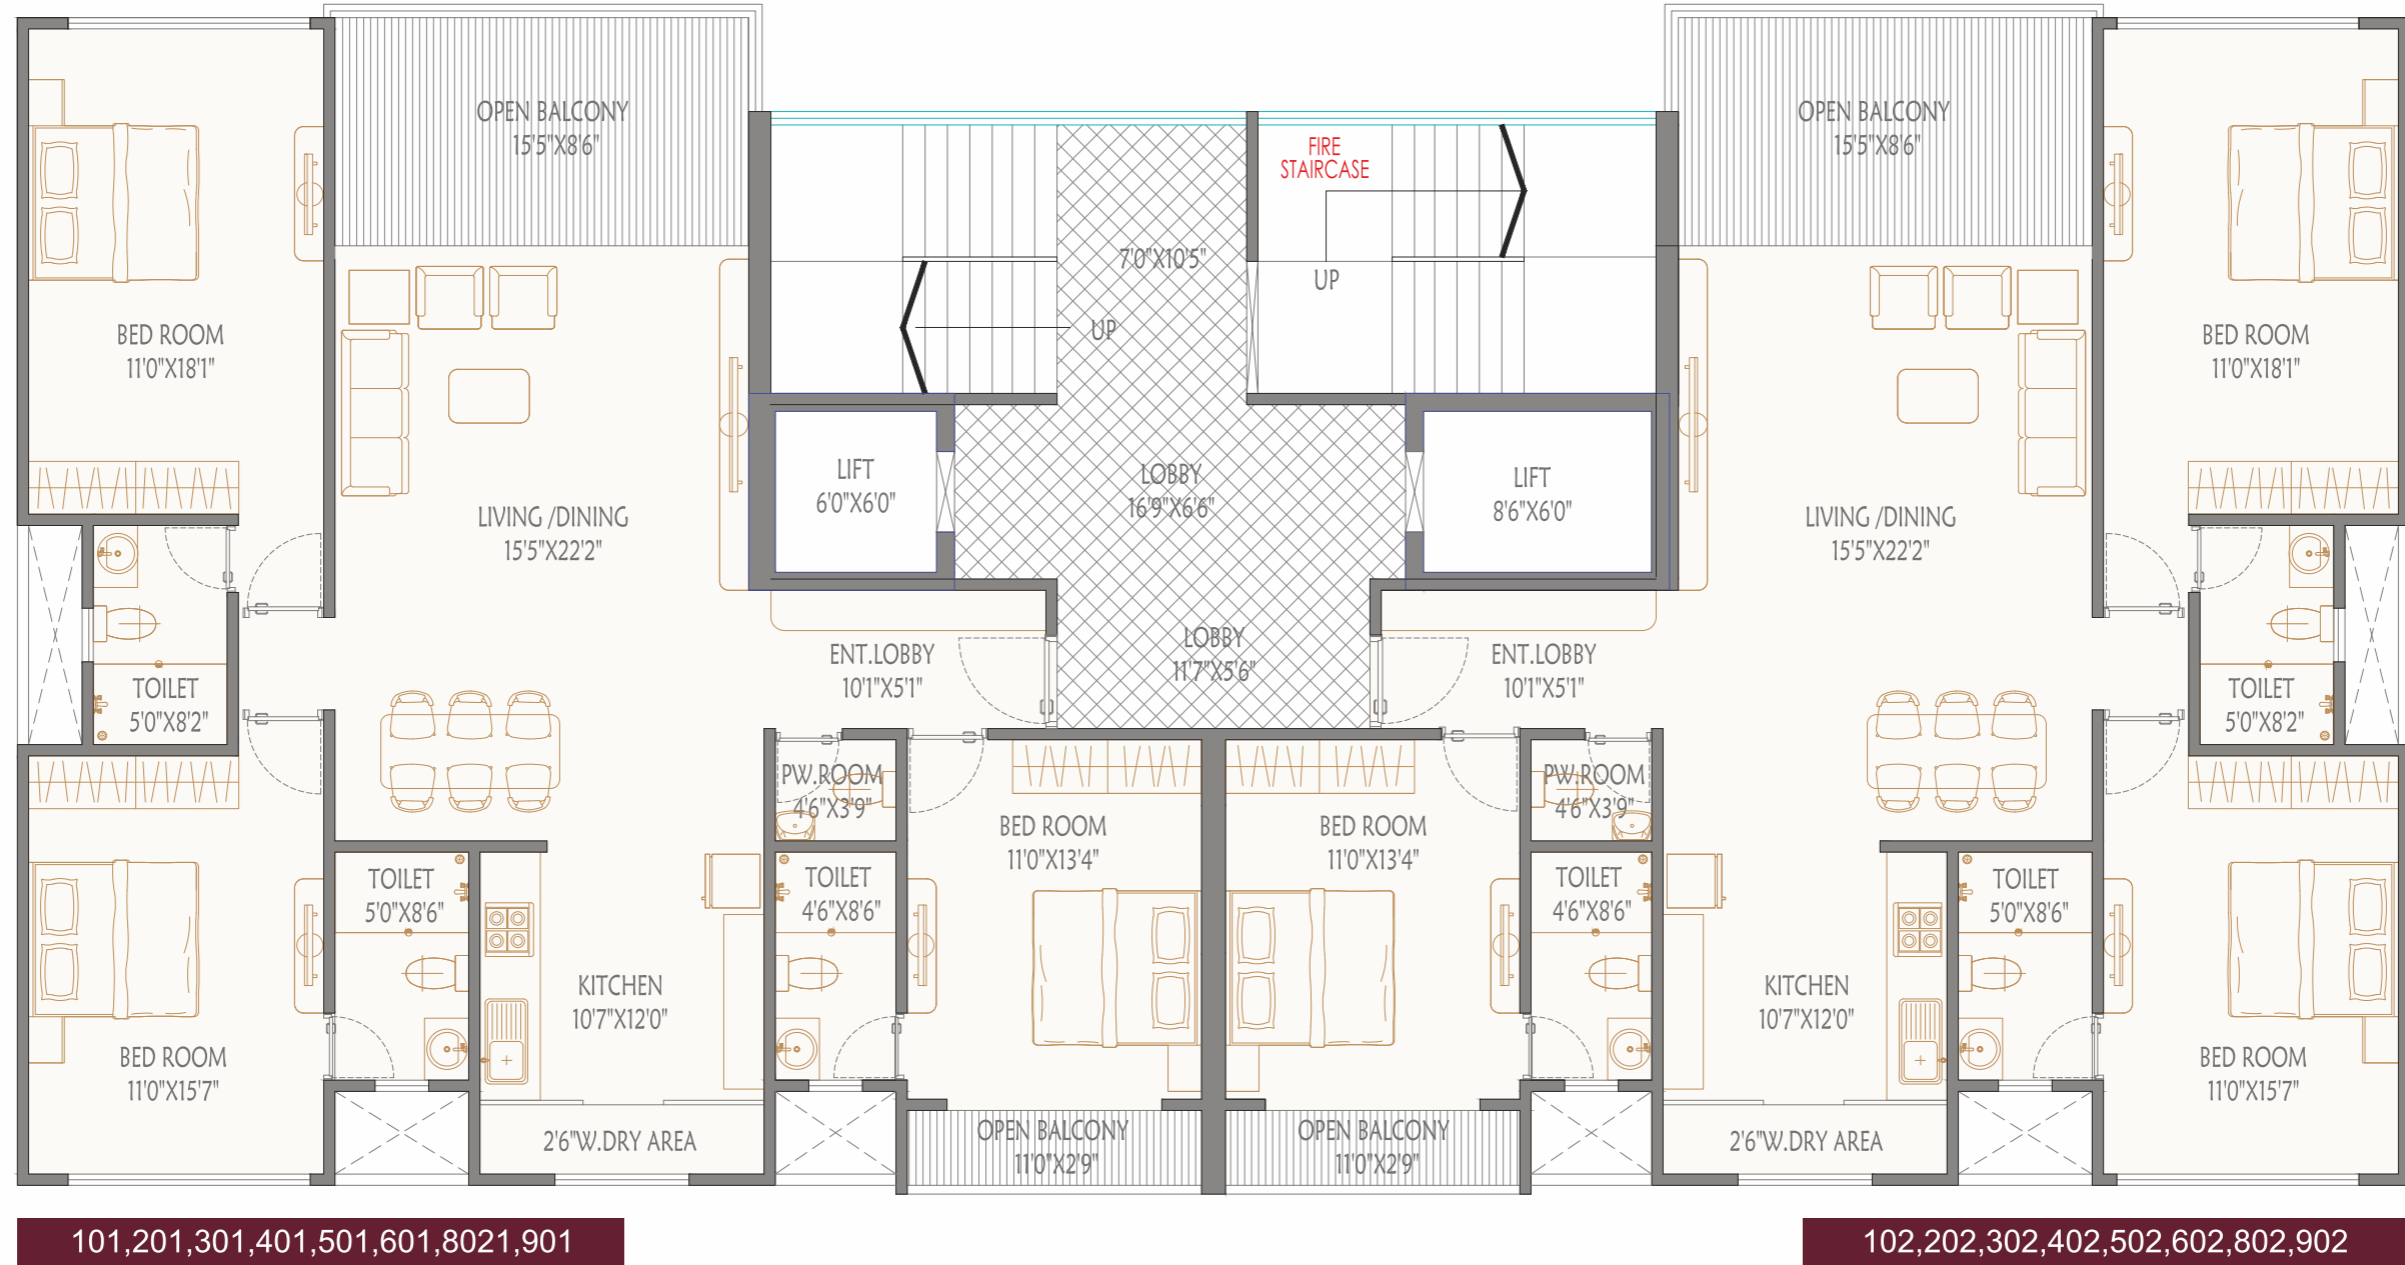 OPEN BALCONY
15'5"X8'6"
FIRE
STAIRCASE
OPEN BALCONY
15'5"X8'6"
7'0"X10'5"
UP
UP
BED ROOM
11'0"X18'1"
BED ROOM
11'0"X18'1"
LIFT
6'0"X6'0"
LOBBY
16'9"X6'6"
LIFT
8'6"X6'0"
LIVING /DINING
15'5"X22'2"
LIVING /DINING
15'5"X22'2"
ENT.LOBBY
10'1"X5'1"
LOBBY
11'7"X5'6"
ENT.LOBBY
10'1"X5'1"
TOILET
5'0"X8'2"
TOILET
5'0"X8'2"
PW.ROOM
4'6"X3'9"
PW.ROOM
4'6"X3'9"
BED ROOM
11'0"X13'4"
BED ROOM
11'0"X13'4"
TOILET
5'0"X8'6"
TOILET
4'6"X8'6"
TOILET
4'6"X8'6"
TOILET
5'0"X8'6"
KITCHEN
10'7"X12'0"
KITCHEN
10'7"X12'0"
BED ROOM
11'0"X15'7"
BED ROOM
11'0"X15'7"
2'6"W.DRY AREA
OPEN BALCONY
11'0"X2'9"
OPEN BALCONY
11'0"X2'9"
2'6"W.DRY AREA
101,201,301,401,501,601,8021,901
102,202,302,402,502,602,802,902